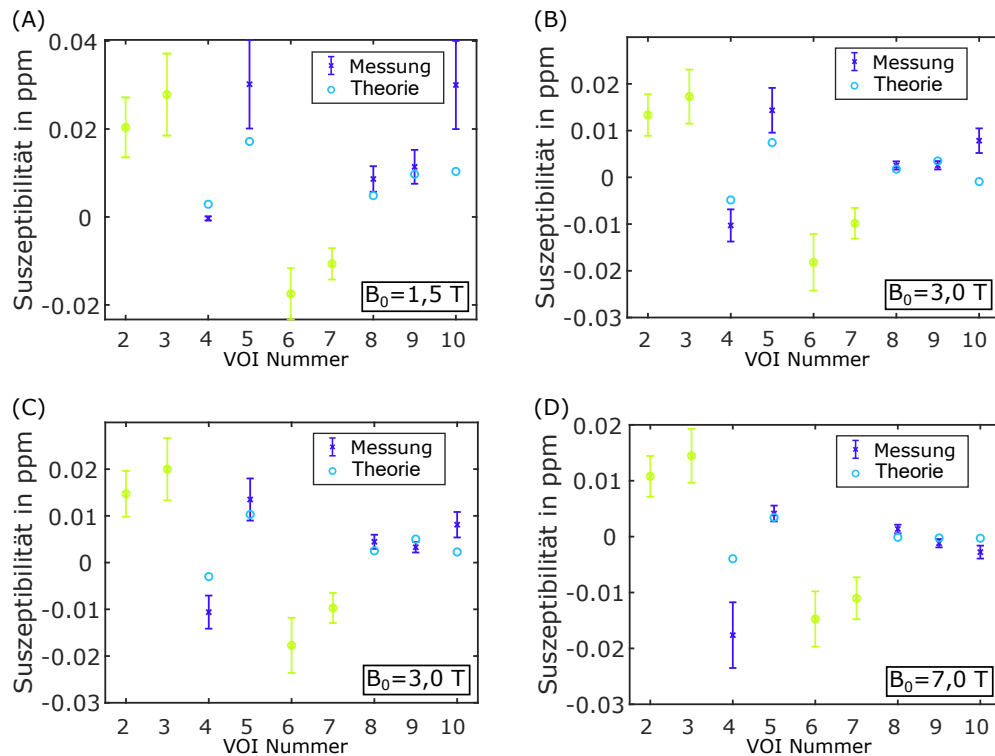 (A)
Suszeptibilität in ppm
0.04
0.02
0
-0.02
Messung
Theorie
B0=1,5 T
2 3 4 5 6 7 8 9 10
VOI Nummer
(B)
Suszeptibilität in ppm
0.02
0.01
0
-0.01
-0.02
-0.03
Messung
Theorie
B0=3,0 T
2 3 4 5 6 7 8 9 10
VOI Nummer
(C)
Suszeptibilität in ppm
0.02
0.01
0
-0.01
-0.02
-0.03
Messung
Theorie
B0=3,0 T
2 3 4 5 6 7 8 9 10
VOI Nummer
(D)
Suszeptibilität in ppm
0.02
0.01
0
-0.01
-0.02
-0.03
Messung
Theorie
B0=7,0 T
2 3 4 5 6 7 8 9 10
VOI Nummer